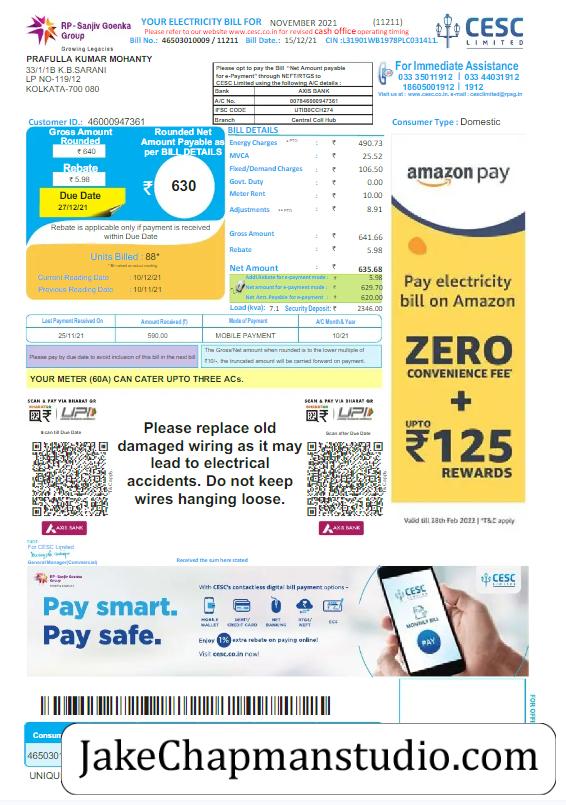 RP - Sanjiv Goenka
Group
Growing Legacies
YOUR ELECTRICITY BILL FOR NOVEMBER 2021 (11211)
Please refer to our website www.cesc.co.in for revised cash office operating timing
Bill No.: 46503010009 / 11211 Bill Date.: 15/12/21 CIN :L31901WB1978PLC031411.
CESC
LIMITED
PRAFULLA KUMAR MOHANTY
33/1/1B K.B.SARANI
LP NO-119/12
KOLKATA-700 080
Please opt to pay the Bill "Net Amount payable
for e-Payment" through NEFT/RTGS to
CESC Limited using the following A/c details :
Bank AXIS BANK
A/C No. 007846000947361
IFSC CODE UTIB0CCH274
Branch Central Coll Hub
For Immediate Assistance
033 35011912 033 44031912
18605001912 1912
Visit us at : www.cesc.co.in. e-mail : cesclimited@rpsg.in
Customer ID.: 46000947361
Consumer Type : Domestic
Gross Amount
Rounded
₹ 640
Rebate
₹ 5.98
Due Date
27/12/21
Rounded Net
Amount Payable as
per BILL DETAILS
₹ 630
Rebate is applicable only if payment is received
within Due Date
Units Billed : 88*
Current Reading Date : 10/12/21
Previous Reading Date : 10/11/21
BILL DETAILS
Energy Charges * PTO : ₹ 490.73
MVCA : ₹ 25.52
Fixed/Demand Charges : ₹ 106.50
Govt. Duty : ₹ 0.00
Meter Rent : ₹ 10.00
Adjustments ** PTO : ₹ 8.91
Gross Amount : ₹ 641.66
Rebate : ₹ 5.98
Net Amount : ₹ 635.68
Add.Rebate for e-payment mode : ₹ 5.98
Net amount for e-payment mode : ₹ 629.70
Net Amt.Payable for e-payment : ₹ 620.00
Load (kva): 7.1 Security Deposit: ₹ 2346.00
Last Payment Received On Amount Received (₹) Mode of Payment A/C Month & Year
25/11/21 590.00 MOBILE PAYMENT 10/21
Please pay by due date to avoid inclusion of this bill in the next bill
The Gross/Net amount when rounded to the lower multiple of
₹10/-, the truncated amount will be carried forward on payment.
YOUR METER (60A) CAN CATER UPTO THREE ACs.
SCAN & PAY VIA BHARAT QR
BHARAT QR UPI
Scan till Due Date
AXIS BANK
Please replace old
damaged wiring as it may
lead to electrical
accidents. Do not keep
wires hanging loose.
SCAN & PAY VIA BHARAT QR
BHARAT QR UPI
Scan after Due Date
AXIS BANK
amazon pay
Pay electricity
bill on Amazon
ZERO
CONVENIENCE FEE*
+
UPTO
₹125
REWARDS
Valid till 28th Feb 2022 | *T&C apply
For CESC Limited
General Manager(Commercial)
Received the sum here stated
RP - Sanjiv Goenka
Group
Pay smart.
Pay safe.
With CESC's contactless digital bill payment options -
MOBILE
WALLET
DEBIT/
CREDIT CARD
NET
BANKING
RTGS/
NEFT
ECS
Enjoy 1% extra rebate on paying online!
Visit cesc.co.in now!
CESC
MONTHLY BILL
PAY
CESC
LIMITED
FOR OFFI
Consum
4650301
UNIQU
JakeChapmanstudio.com